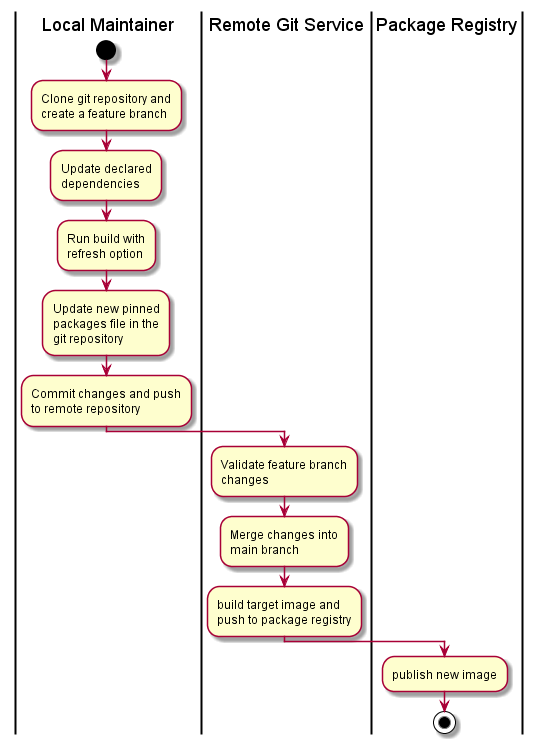 Local Maintainer
Remote Git Service
Package Registry
Clone git repository and
create a feature branch
Update declared
dependencies
Run build with
refresh option
Update new pinned
packages file in the
git repository
Commit changes and push
to remote repository
Validate feature branch
changes
Merge changes into
main branch
build target image and
push to package registry
publish new image